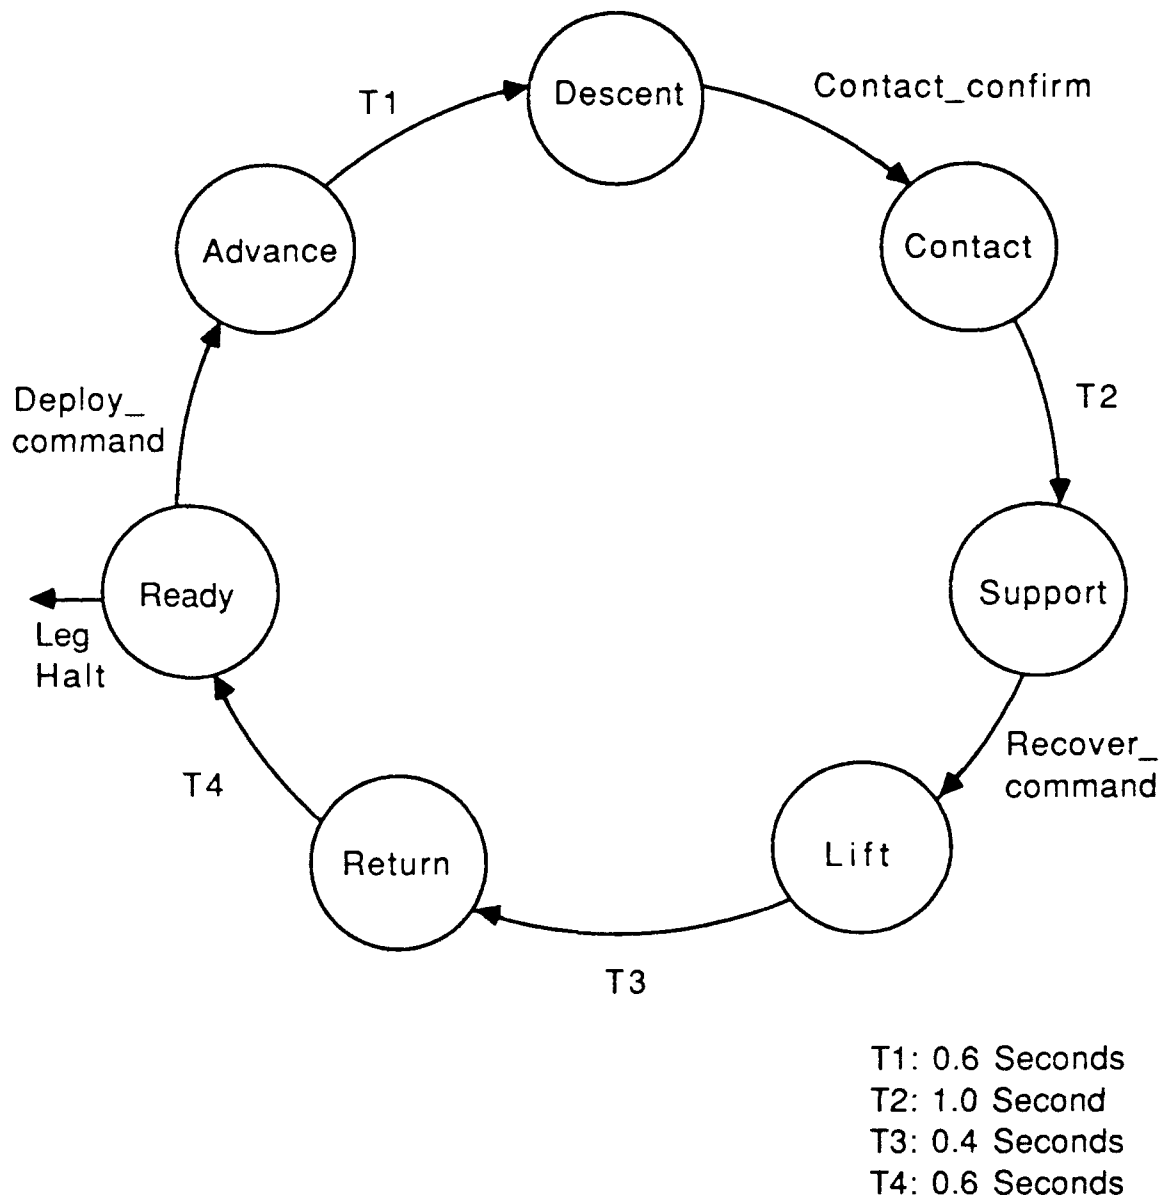 Descent
Contact_confirm
T1
Advance
Contact
Deploy_
command
T2
Ready
Support
Leg
Halt
Recover_
command
T4
Return
Lift
T3
T1: 0.6 Seconds
T2: 1.0 Second
T3: 0.4 Seconds
T4: 0.6 Seconds